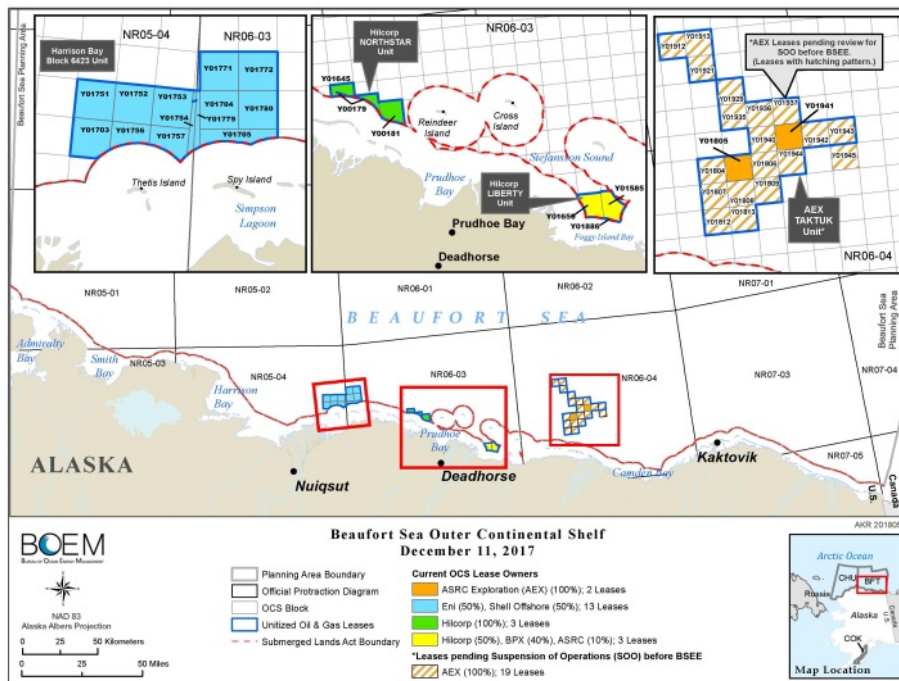 NR05-04
NR06-03
Harrison Bay
Block 6423 Unit
Beaufort Sea Planning Area
Y01771
Y01772
Y01751
Y01752
Y01753
Y01754
Y01704
Y01780
Y01779
Y01703
Y01756
Y01757
Y01705
Thetis Island
Spy Island
Simpson
Lagoon
NR06-03
Hilcorp
NORTHSTAR
Unit
Y01645
Y00179
Y00181
Reindeer
Island
Cross
Island
Stefansson Sound
Prudhoe
Bay
Hilcorp
LIBERTY
Unit
Y01585
Y01650
Y01886
Foggy Island Bay
Prudhoe Bay
Deadhorse
Y01912
Y01913
Y01921
*AEX Leases pending review for
SOO before BSEE.
(Leases with hatching pattern.)
Y01935
Y01936
Y01937
Y01941
Y01805
Y01940
Y01942
Y01943
Y01944
Y01945
Y01804
Y01806
Y01807
Y01808
Y01809
Y01812
Y01813
AEX
TAKTUK
Unit*
NR06-04
NR05-01
NR05-02
NR06-01
NR06-02
NR07-01
BEAUFORT SEA
Beaufort Sea
Planning Area
Admiralty
Bay
Smith
Bay
NR05-03
Harrison
Bay
NR05-04
NR06-03
NR06-04
NR07-03
NR07-04
Prudhoe
Bay
ALASKA
Nuiqsut
Deadhorse
Camden Bay
Kaktovik
NR07-05
U.S.
Canada
AKR 201805
BOEM
BUREAU OF OCEAN ENERGY MANAGEMENT
NAD 83
Alaska Albers Projection
0 25 50 Kilometers
0 25 50 Miles
Beaufort Sea Outer Continental Shelf
December 11, 2017
Planning Area Boundary
Official Protraction Diagram
OCS Block
Unitized Oil & Gas Leases
Submerged Lands Act Boundary
Current OCS Lease Owners
ASRC Exploration (AEX) (100%); 2 Leases
Eni (50%), Shell Offshore (50%); 13 Leases
Hilcorp (100%); 3 Leases
Hilcorp (50%), BPX (40%), ASRC (10%); 3 Leases
*Leases pending Suspension of Operations (SOO) before BSEE
AEX (100%); 19 Leases
Arctic Ocean
CHU
BFT
Russia
Alaska
U.S.
Canada
COK
Map Location